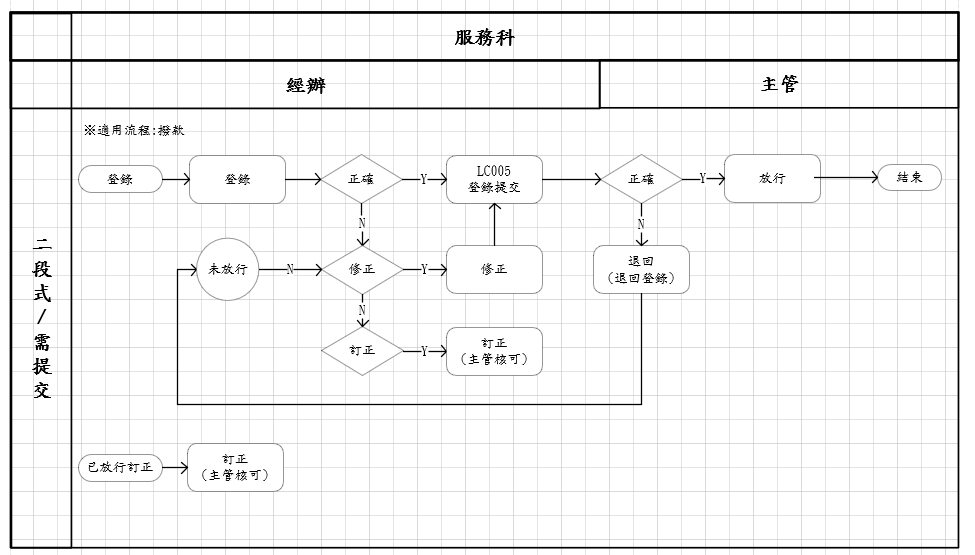 服務科
經辦
主管
※適用流程:撥款
登錄
登錄
正確
Y
LC005
登錄提交
正確
Y
放行
結束
N
N
未放行
N
修正
Y
修正
退回
(退回登錄)
N
訂正
Y
訂正
(主管核可)
已放行訂正
訂正
(主管核可)
二段式/需提交